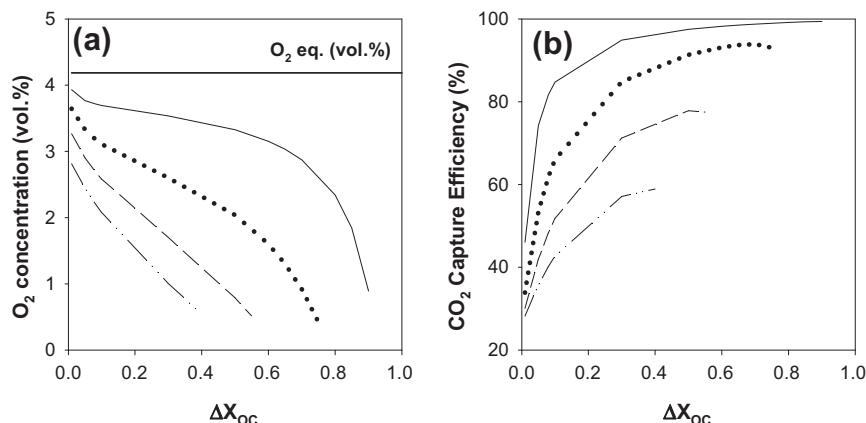 (a)
O₂ eq. (vol.%)
O₂ concentration (vol.%)
5
4
3
2
1
0
0.0 0.2 0.4 0.6 0.8 1.0
ΔX_OC
(b)
CO₂ Capture Efficiency (%)
100
80
60
40
20
0.0 0.2 0.4 0.6 0.8 1.0
ΔX_OC